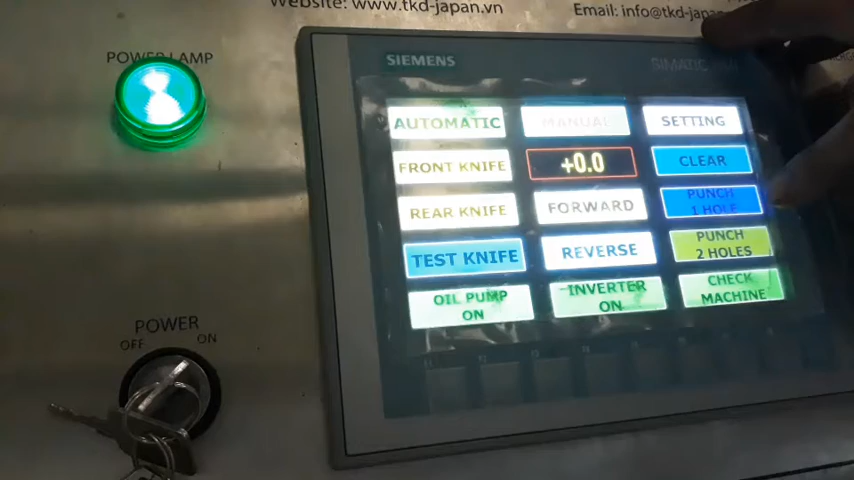 Website: www.tkd-japan.vn
Email: info@tkd-japa
POWER LAMP
SIEMENS
SIMATIC HMI
AUTOMATIC
MANUAL
SETTING
FRONT KNIFE
+0.0
CLEAR
REAR KNIFE
FORWARD
PUNCH
1 HOLE
TEST KNIFE
REVERSE
PUNCH
2 HOLES
OIL PUMP
ON
INVERTER
ON
CHECK
MACHINE
POWER
OFF
ON